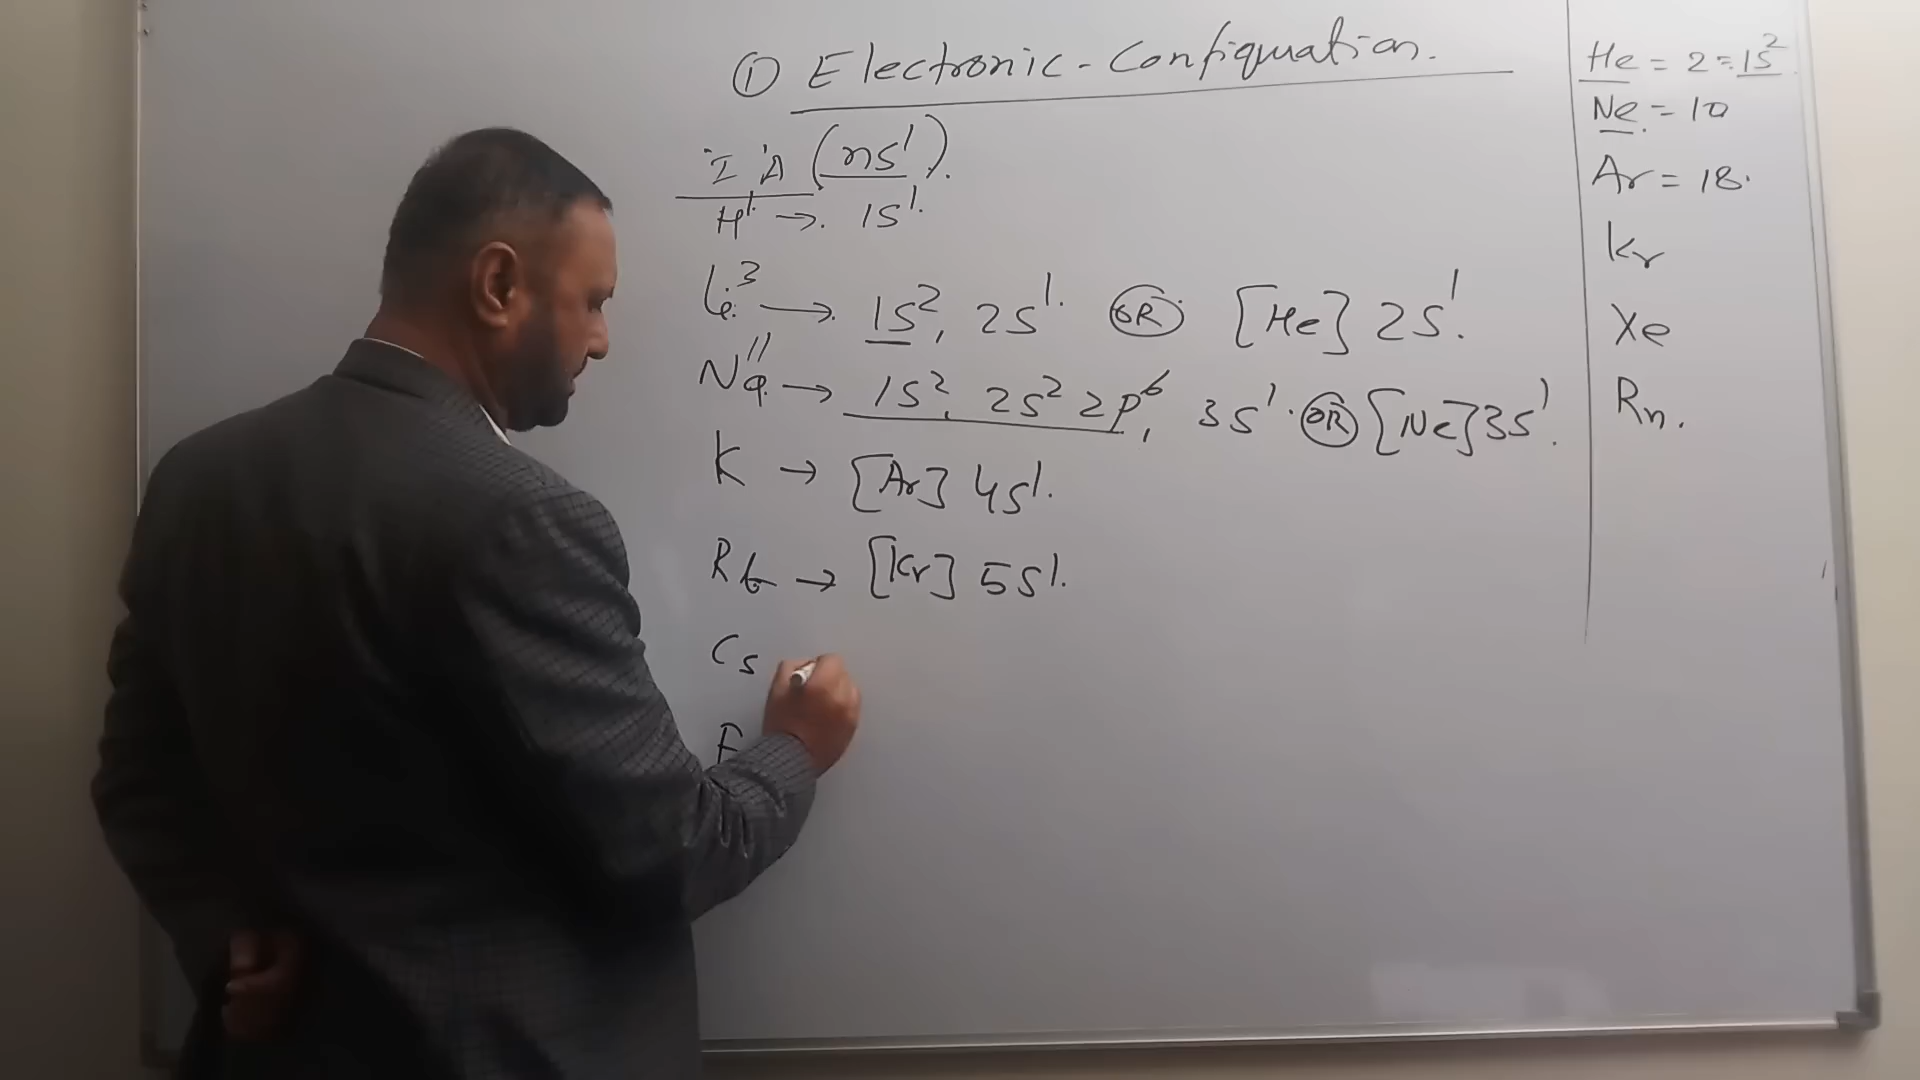 ① Electronic-Configuration.
I A (ns¹).
H¹ → 1S¹.
Li³ → 1S², 2S¹. OR [He] 2S¹.
Na¹¹ → 1S², 2S² 2P⁶, 3S¹. OR [Ne] 3S¹.
K → [Ar] 4S¹.
Rb → [Kr] 5S¹.
Cs
F
He = 2 = 1S².
Ne = 10
Ar = 18.
Kr
Xe
Rn.